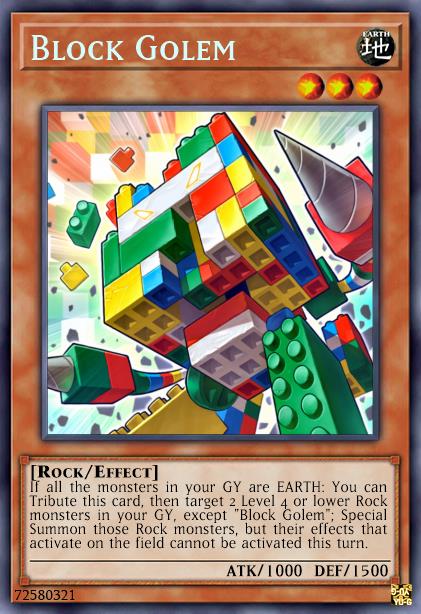 Block Golem
EARTH
地
[Rock/Effect]
If all the monsters in your GY are EARTH: You can
Tribute this card, then target 2 Level 4 or lower Rock
monsters in your GY, except "Block Golem"; Special
Summon those Rock monsters, but their effects that
activate on the field cannot be activated this turn.
ATK/1000 DEF/1500
72580321